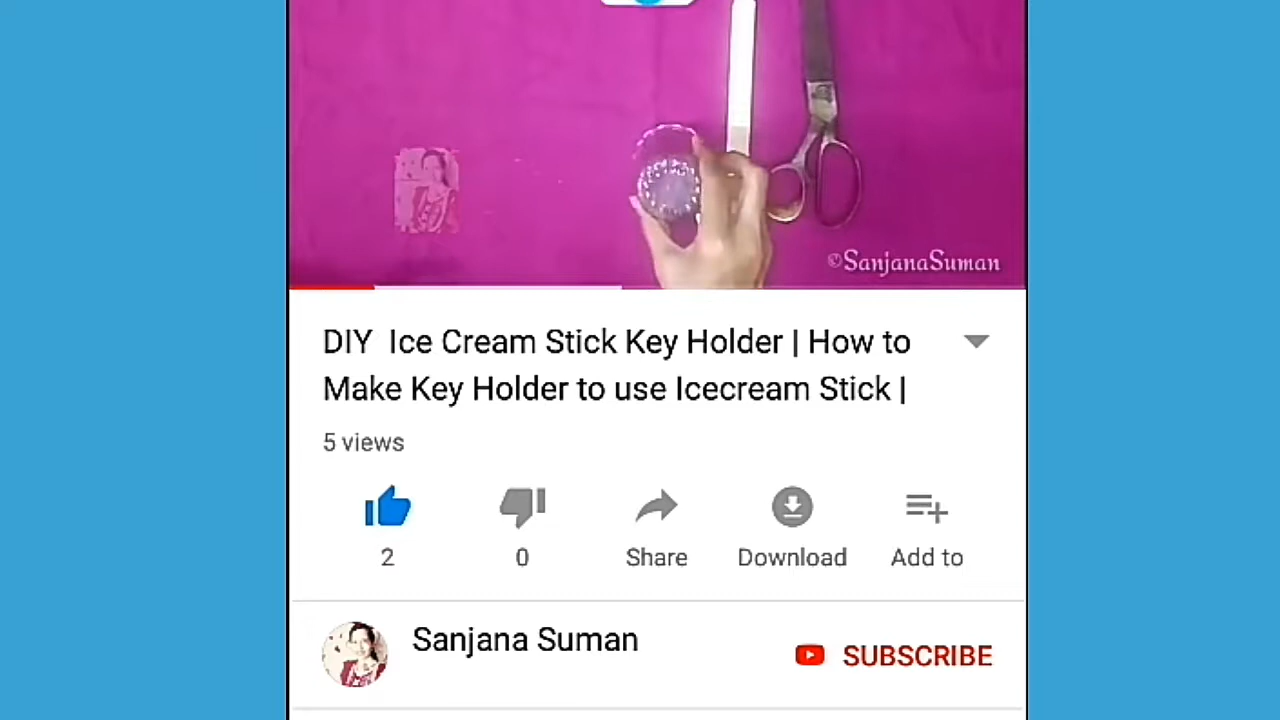 ©SanjanaSuman
DIY Ice Cream Stick Key Holder | How to
Make Key Holder to use Icecream Stick |
5 views
2
0
Share
Download
Add to
Sanjana Suman
SUBSCRIBE